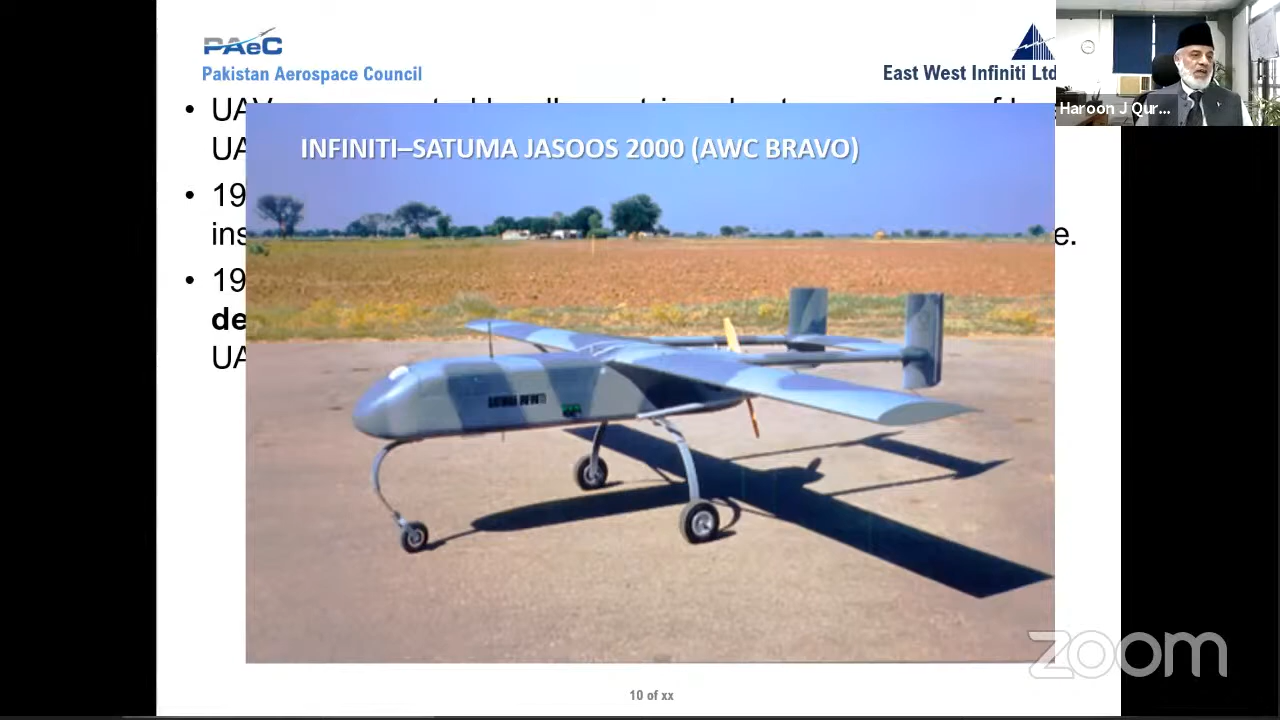 PAeC
Pakistan Aerospace Council
East West Infiniti Ltd
Haroon J Qur...
INFINITI–SATUMA JASOOS 2000 (AWC BRAVO)
• UA
UA
• 19
ins e.
• 19
de
UA
zoom
10 of xx